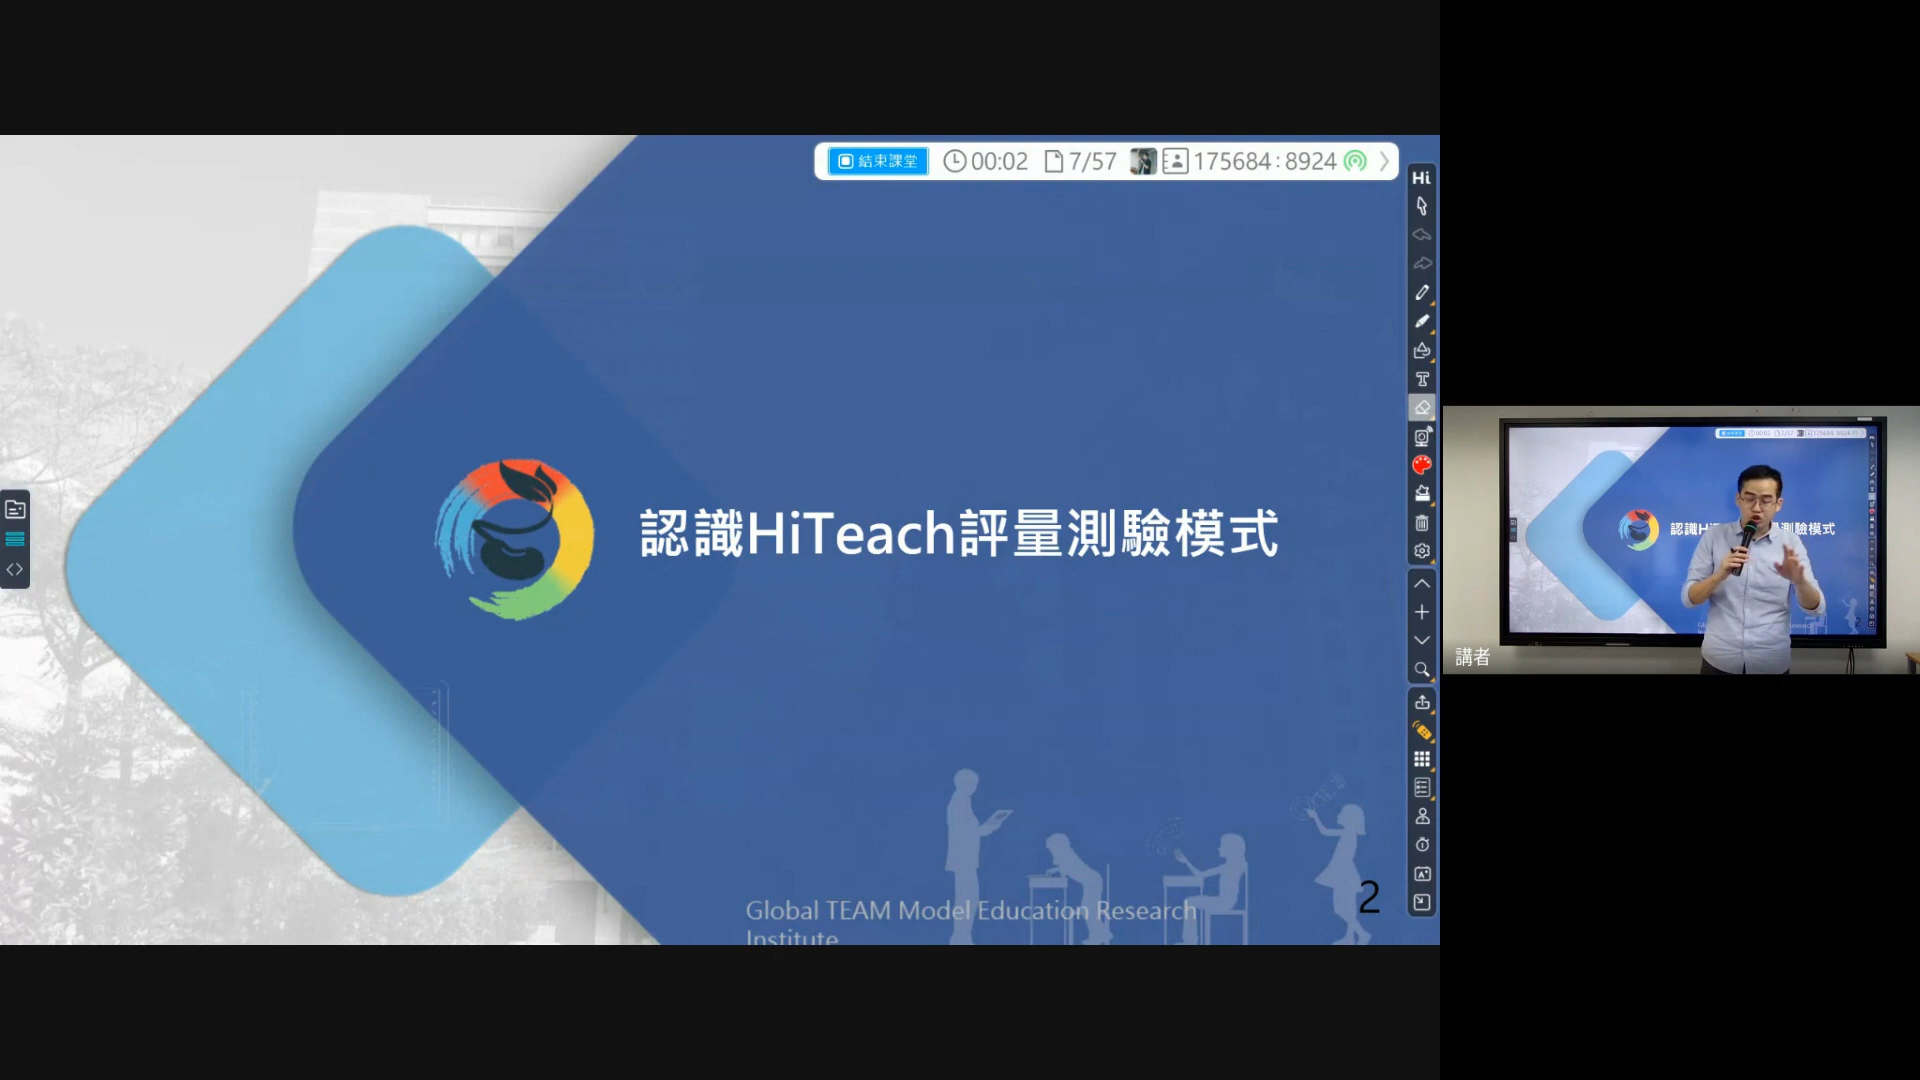 結束課堂 00:02 7/57 175684:8924
Hi
認識HiTeach評量測驗模式
Global TEAM Model Education Research
Institute
2
認識Hi 驗模式
講者